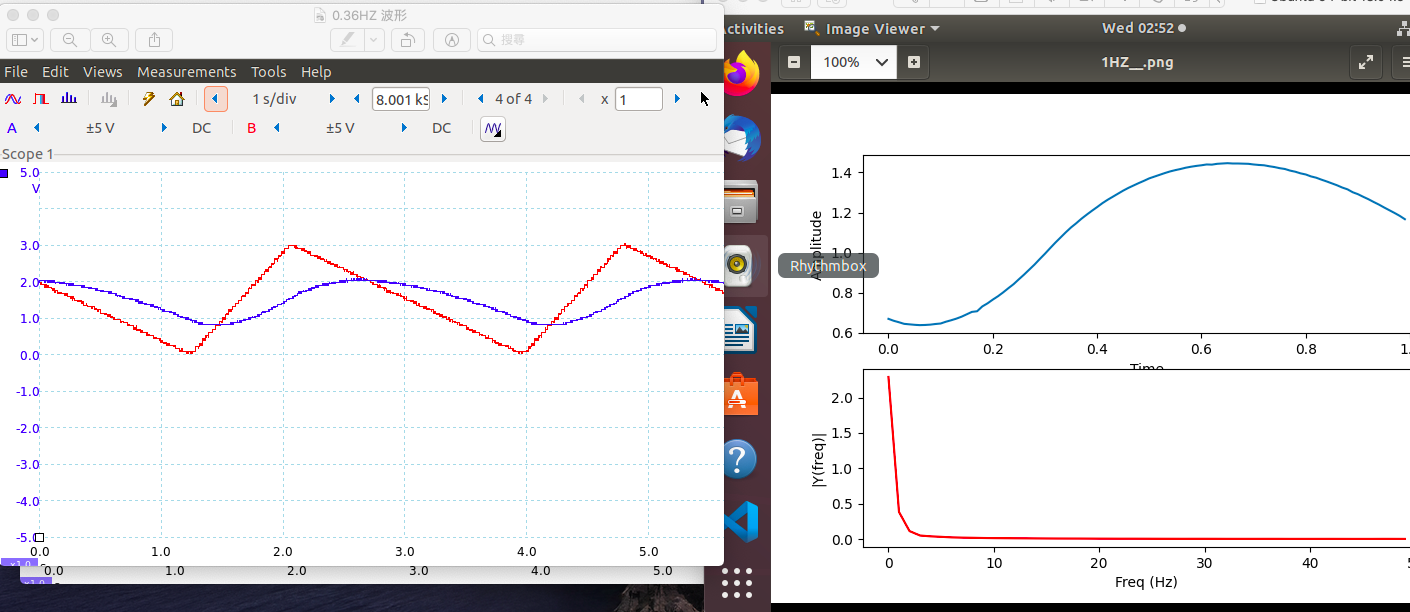 0.36HZ 波形
搜尋
File Edit Views Measurements Tools Help
1 s/div
8.001 kS
4 of 4
x 1
A
±5 V
DC
B
±5 V
DC
Scope 1
5.0
V
3.0
2.0
1.0
0.0
-1.0
-2.0
-3.0
-4.0
-5.0
0.0 1.0 2.0 3.0 4.0 5.0
x1.0
0.0 1.0 2.0 3.0 4.0 5.0
x1.0
Activities
Image Viewer
Wed 02:52
100%
1HZ__.png
Rhythmbox
1.4
1.2
1.0
0.8
0.6
0.0 0.2 0.4 0.6 0.8
Time
2.0
1.5
1.0
0.5
0.0
|Y(freq)|
0 10 20 30 40
Freq (Hz)